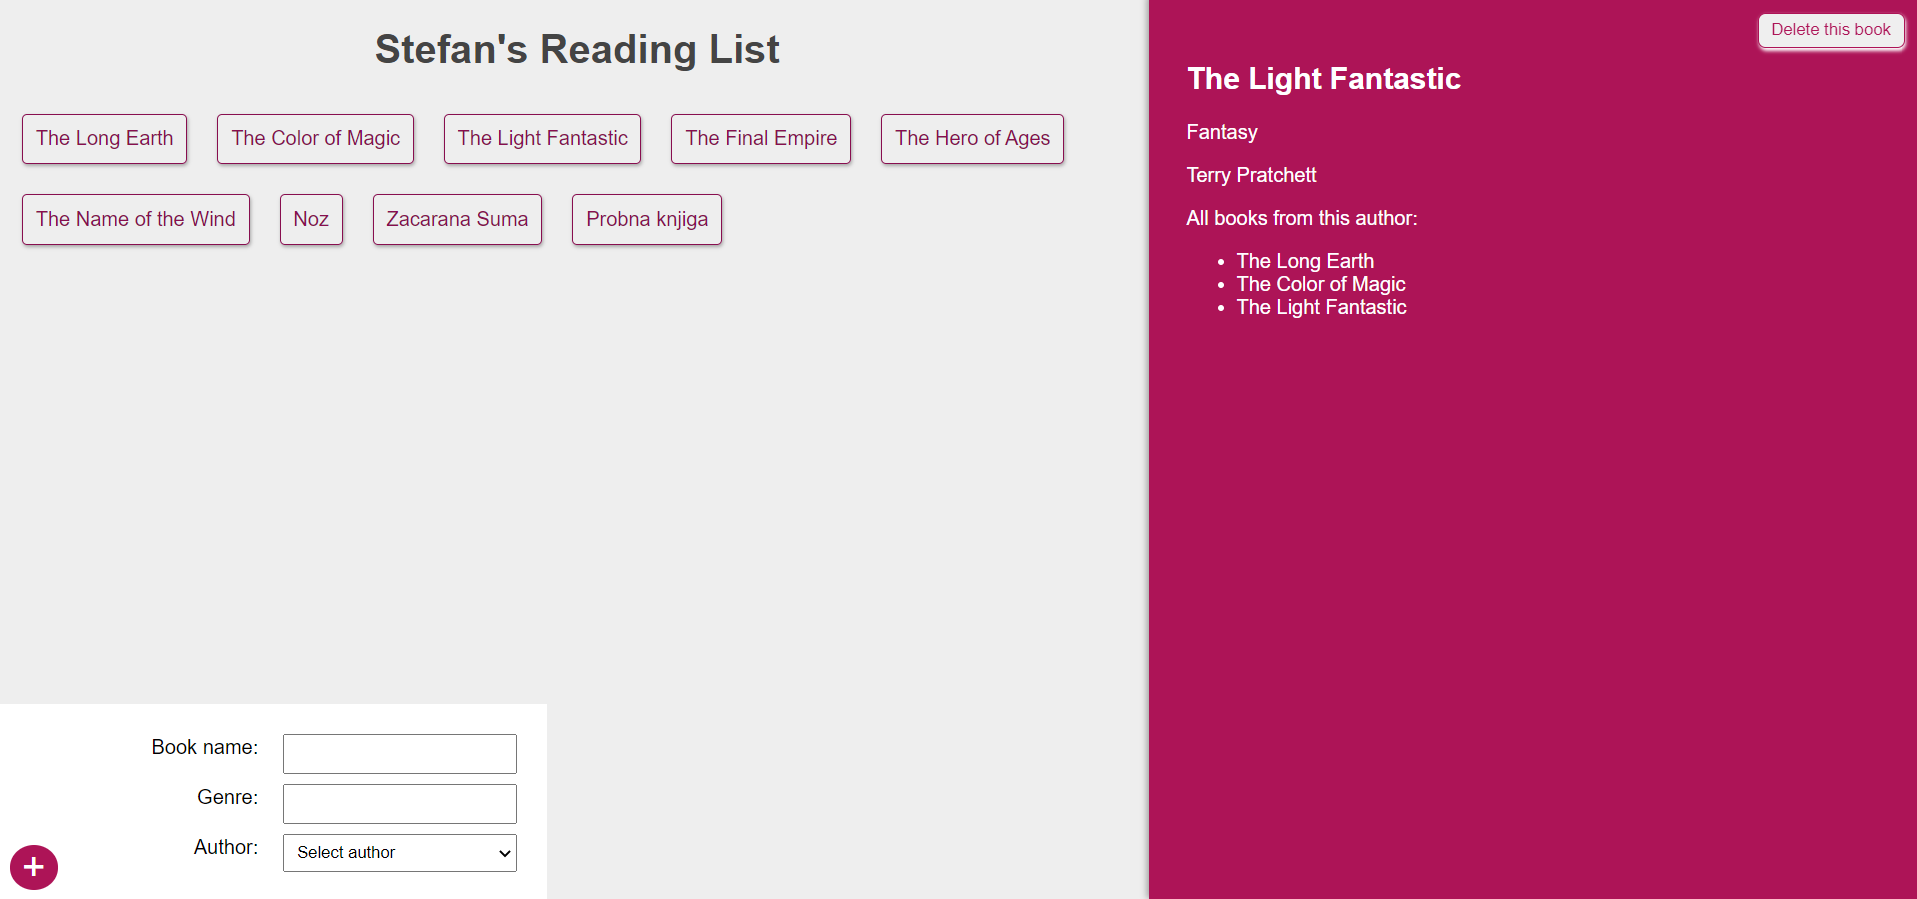 Stefan's Reading List
The Long Earth
The Color of Magic
The Light Fantastic
The Final Empire
The Hero of Ages
The Name of the Wind
Noz
Zacarana Suma
Probna knjiga
Book name:
Genre:
Author:
Select author
+
Delete this book
The Light Fantastic
Fantasy
Terry Pratchett
All books from this author:
• The Long Earth
• The Color of Magic
• The Light Fantastic